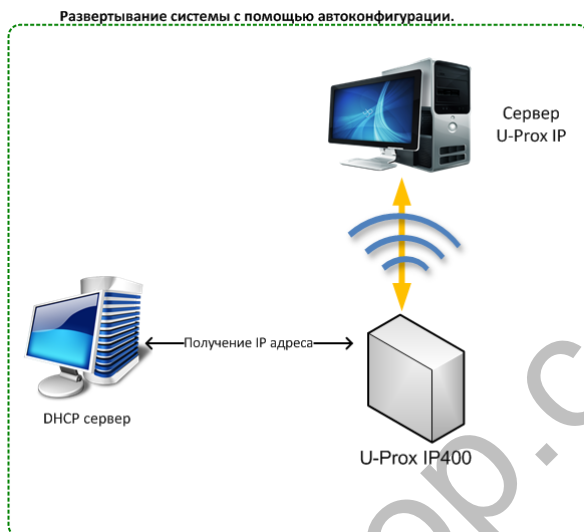 Развертывание системы с помощью автоконфигурации.
Сервер
U-Prox IP
Получение IP адреса
DHCP сервер
U-Prox IP400